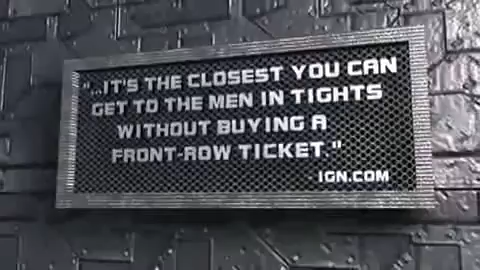 "...IT'S THE CLOSEST YOU CAN
GET TO THE MEN IN TIGHTS
WITHOUT BUYING A
FRONT-ROW TICKET."
-IGN.COM